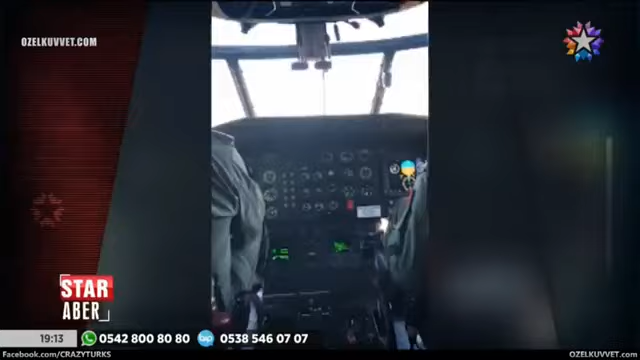 OZELKUVVET.COM
STAR
ABER
19:13 0542 800 80 80 bip 0538 546 07 07
Facebook.com/CRAZYTURKS OZELKUVVET.COM